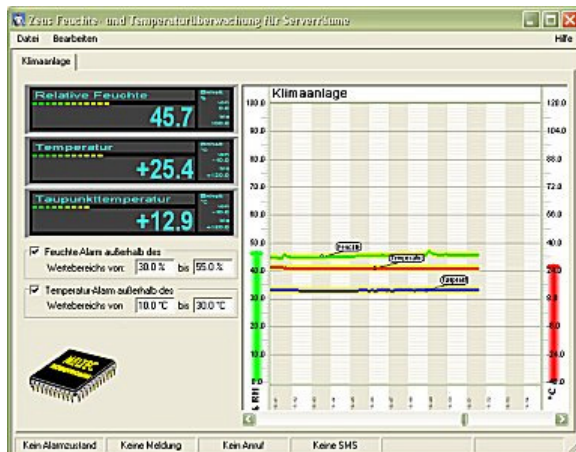 Zeus Feuchte- und Temperaturüberwachung für Serverräume
Datei Bearbeiten Hilfe
Klimaanlage
Relative Feuchte
45.7
Temperatur
+25.4
Taupunkttemperatur
+12.9
Feuchte-Alarm außerhalb des
Wertebereichs von: 30.0 % bis 55.0 %
Temperatur-Alarm außerhalb des
Wertebereichs von 10.0 °C bis 30.0 °C
Klimaanlage
100.0
90.0
80.0
70.0
60.0
50.0
40.0
30.0
20.0
10.0
0.0
% RH
120.0
104.0
88.0
72.0
56.0
40.0
24.0
8.0
-8.0
-24.0
-40.0
°C
Feuchte
Temperatur
Taupunkt
Kein Alarmzustand Keine Meldung Kein Anruf Keine SMS